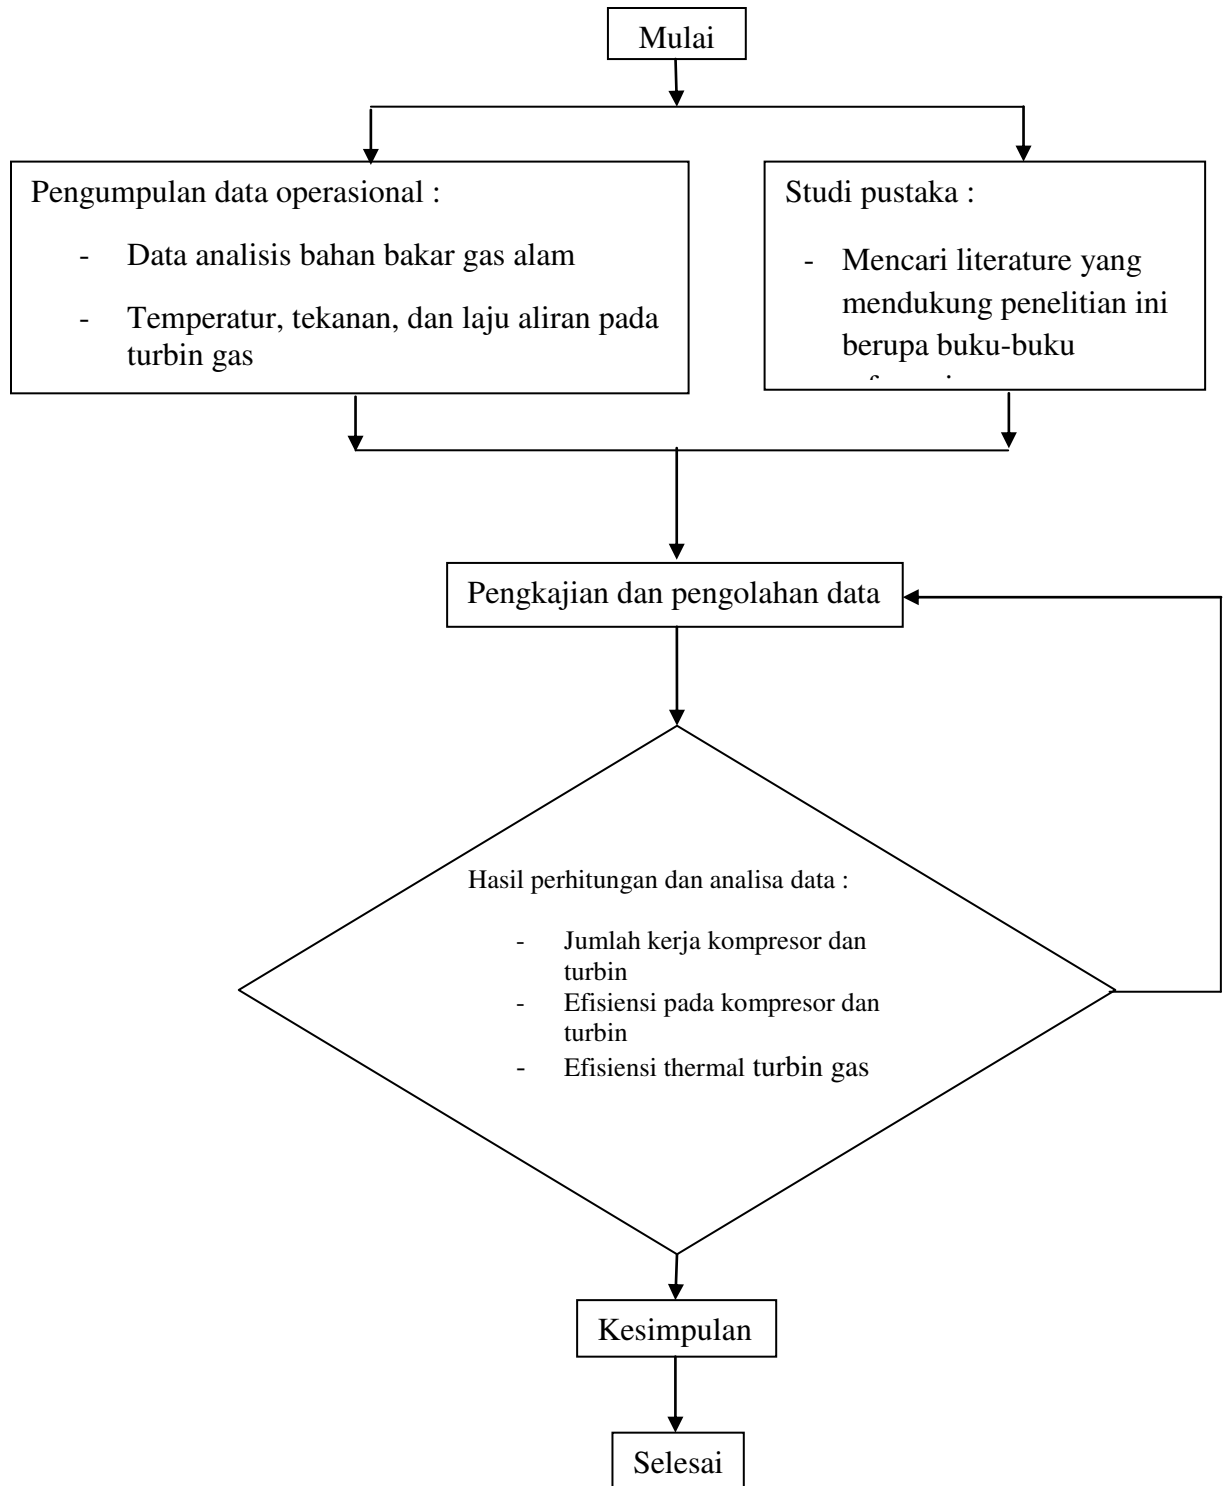 Mulai
Pengumpulan data operasional :
- Data analisis bahan bakar gas alam
- Temperatur, tekanan, dan laju aliran pada
turbin gas
Studi pustaka :
- Mencari literature yang
mendukung penelitian ini
berupa buku-buku
Pengkajian dan pengolahan data
Hasil perhitungan dan analisa data :
- Jumlah kerja kompresor dan
turbin
- Efisiensi pada kompresor dan
turbin
- Efisiensi thermal turbin gas
Kesimpulan
Selesai